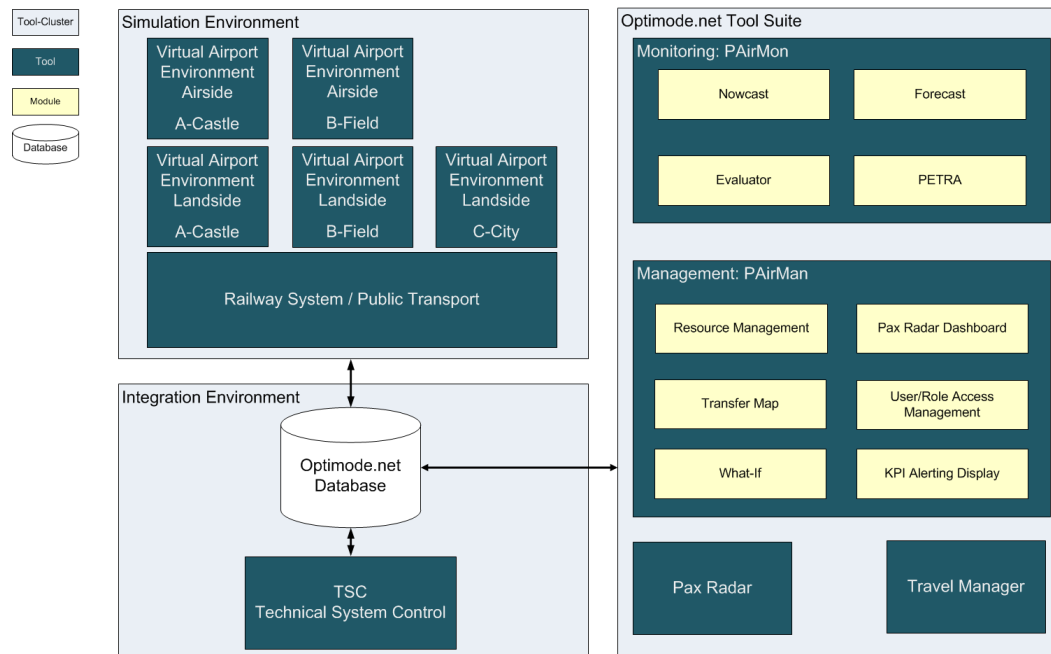 Tool-Cluster
Tool
Module
Database
Simulation Environment
Virtual Airport
Environment
Airside
A-Castle
Virtual Airport
Environment
Airside
B-Field
Virtual Airport
Environment
Landside
A-Castle
Virtual Airport
Environment
Landside
B-Field
Virtual Airport
Environment
Landside
C-City
Railway System / Public Transport
Integration Environment
Optimode.net
Database
TSC
Technical System Control
Optimode.net Tool Suite
Monitoring: PAirMon
Nowcast
Forecast
Evaluator
PETRA
Management: PAirMan
Resource Management
Pax Radar Dashboard
Transfer Map
User/Role Access
Management
What-If
KPI Alerting Display
Pax Radar
Travel Manager